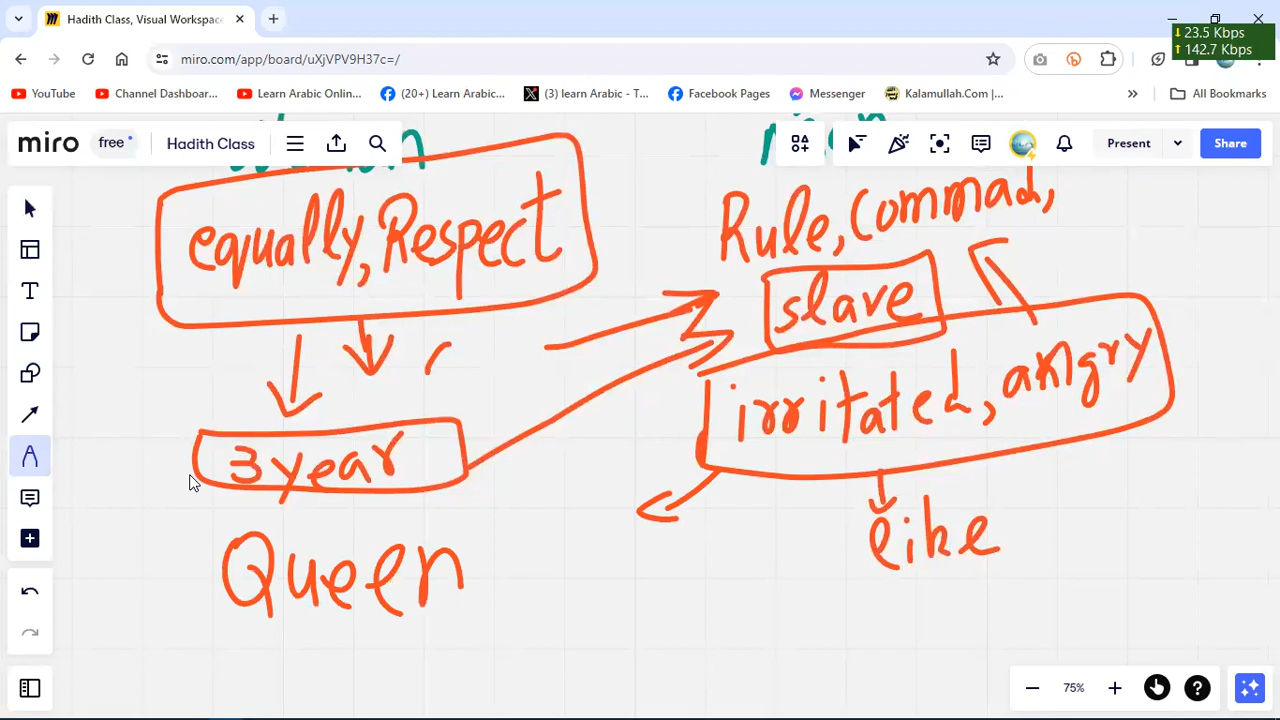 Hadith Class, Visual Workspac
23.5 Kbps
142.7 Kbps
miro.com/app/board/uXjVPV9H37c=/
YouTube
Channel Dashboar...
Learn Arabic Onlin...
(20+) Learn Arabic...
(3) learn Arabic - T...
Facebook Pages
Messenger
Kalamullah.Com |...
All Bookmarks
miro
free
Hadith Class
Present
Share
equally, Respect
Rule, Commad,
slave
irritated, angry
3 year
like
Queen
75%